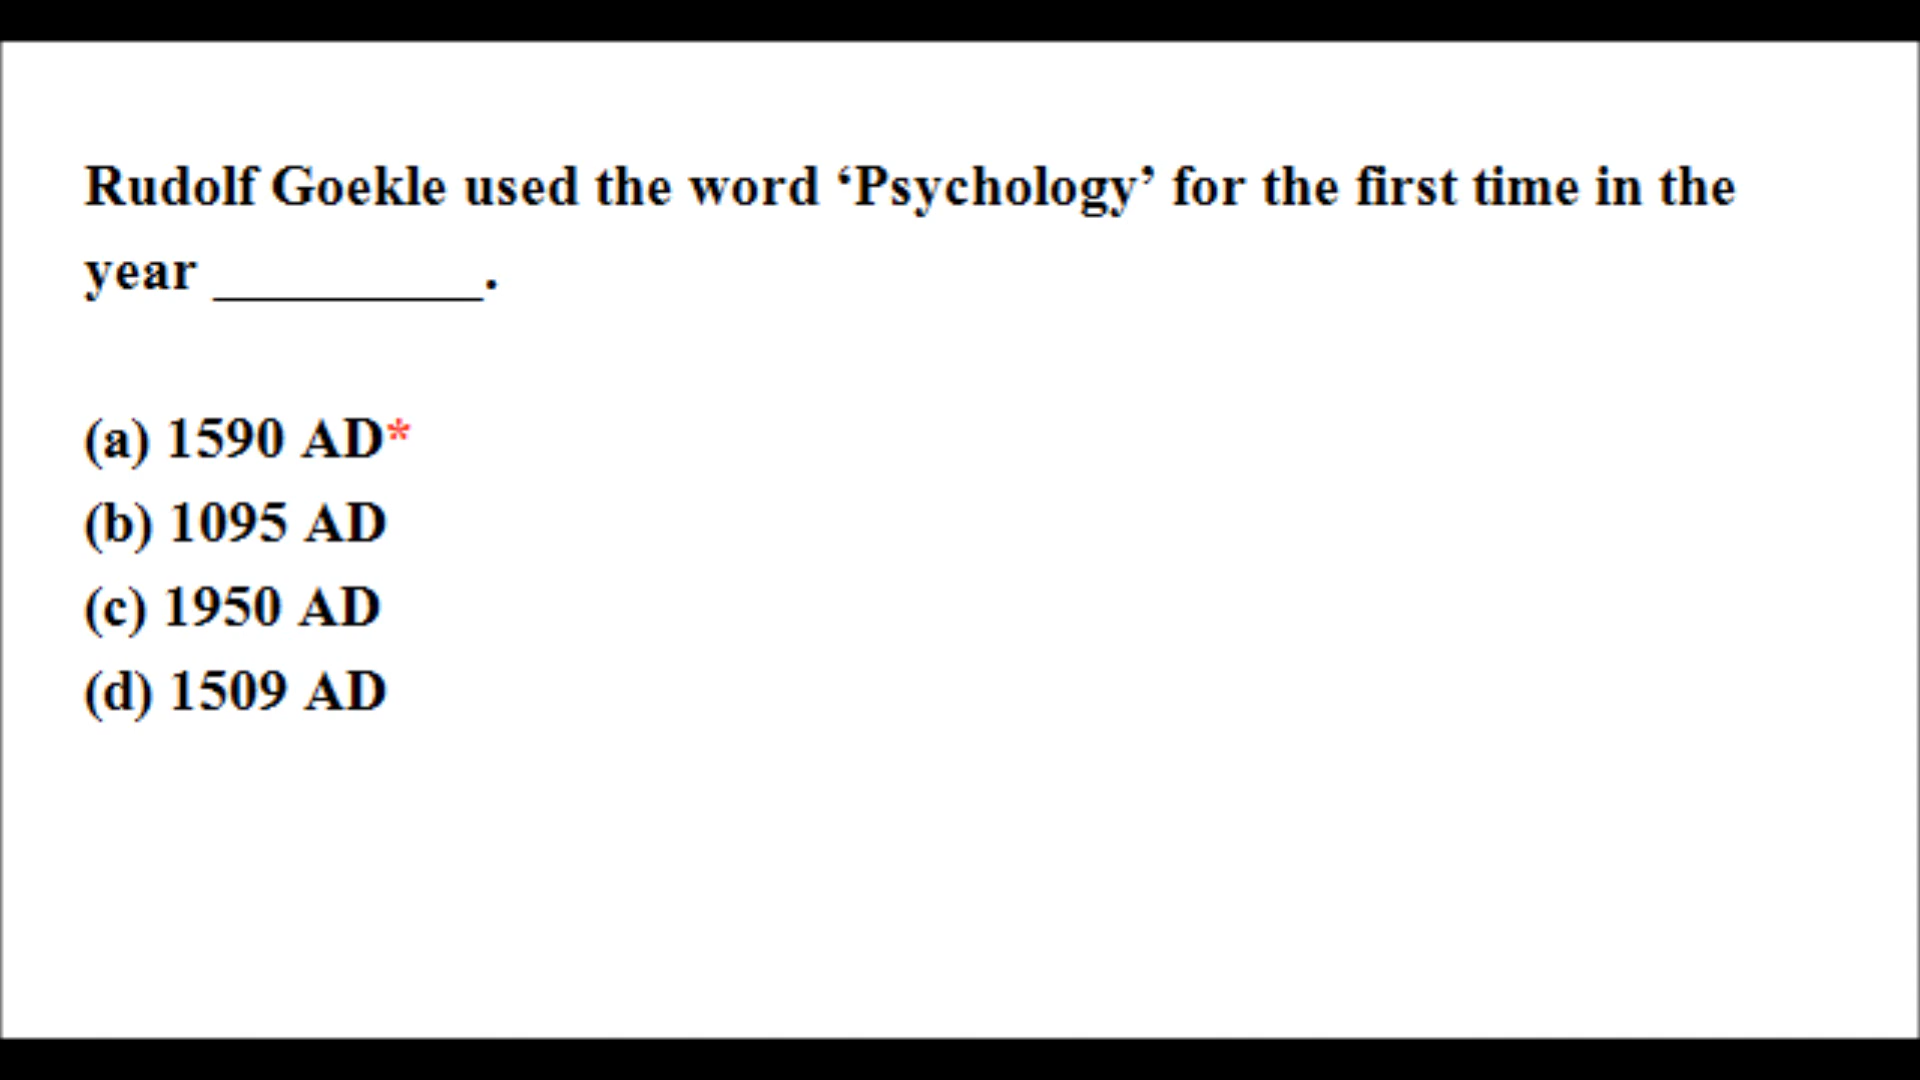 Rudolf Goekle used the word ‘Psychology’ for the first time in the
year __________.
(a) 1590 AD*
(b) 1095 AD
(c) 1950 AD
(d) 1509 AD